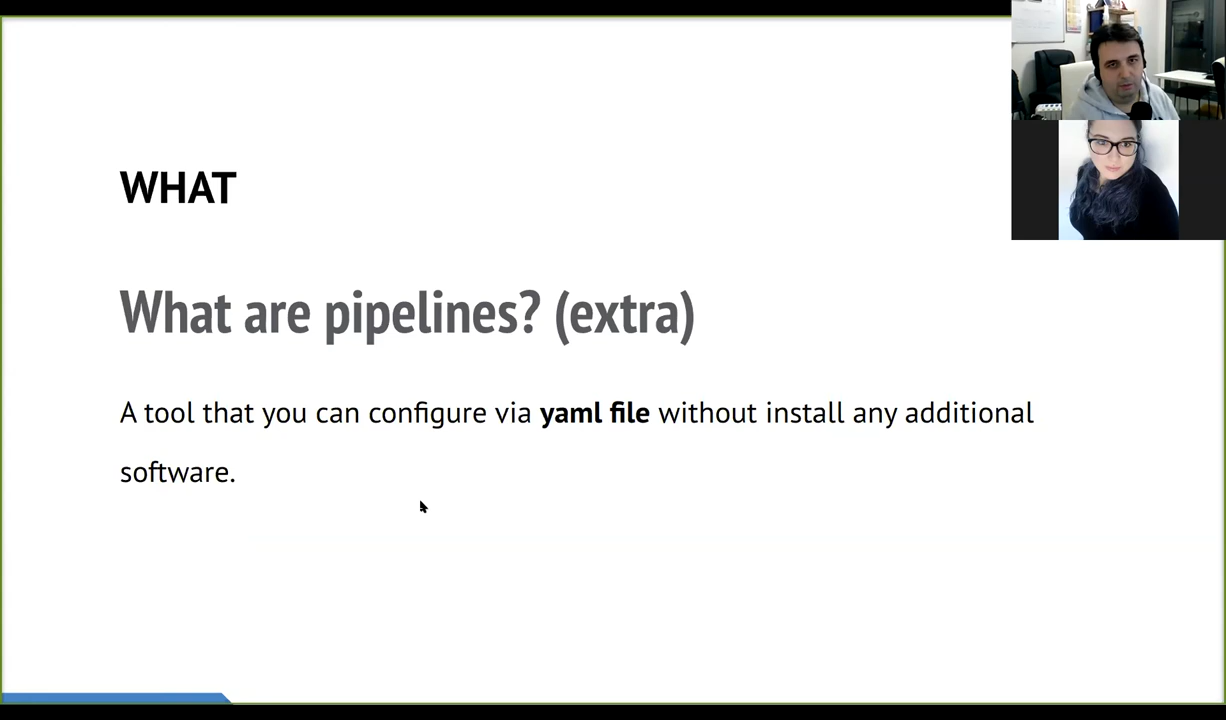 WHAT
What are pipelines? (extra)
A tool that you can configure via yaml file without install any additional
software.